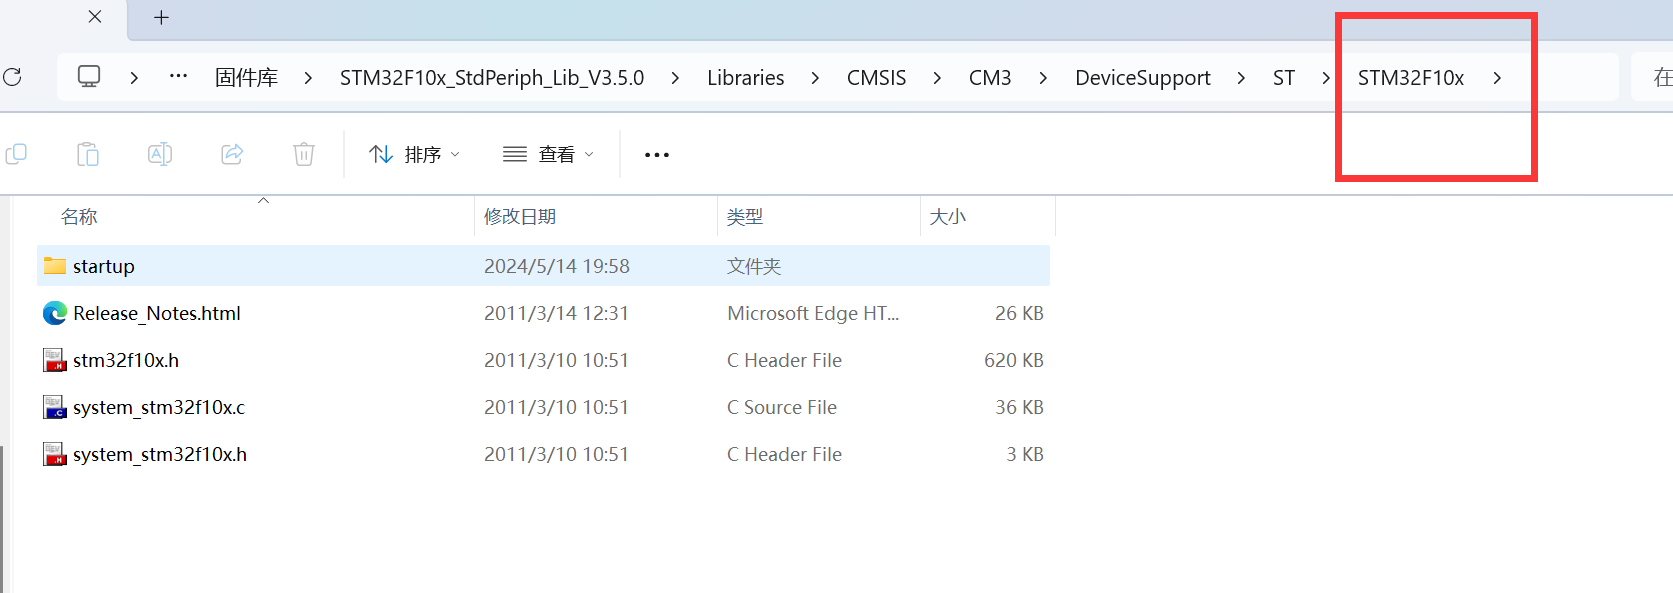 固件库 > STM32F10x_StdPeriph_Lib_V3.5.0 > Libraries > CMSIS > CM3 > DeviceSupport > ST > STM32F10x > 在
排序 查看
名称 修改日期 类型 大小
startup 2024/5/14 19:58 文件夹
Release_Notes.html 2011/3/14 12:31 Microsoft Edge HT... 26 KB
stm32f10x.h 2011/3/10 10:51 C Header File 620 KB
system_stm32f10x.c 2011/3/10 10:51 C Source File 36 KB
system_stm32f10x.h 2011/3/10 10:51 C Header File 3 KB